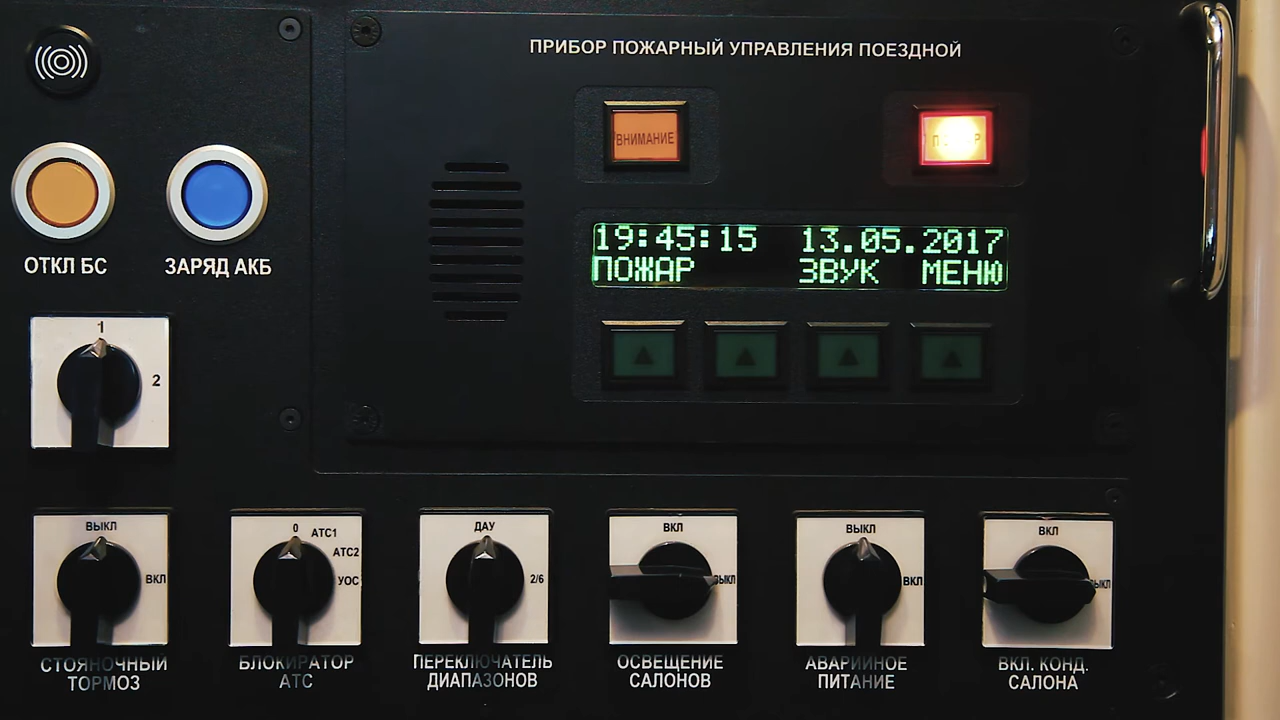 ПРИБОР ПОЖАРНЫЙ УПРАВЛЕНИЯ ПОЕЗДНОЙ
ВНИМАНИЕ
19:45:15 13.05.2017
ПОЖАР ЗВУК МЕНЮ
ОТКЛ БС
ЗАРЯД АКБ
1
2
ВЫКЛ
ВКЛ
СТОЯНОЧНЫЙ
ТОРМОЗ
0
АТС1
АТС2
УОС
БЛОКИРАТОР
АТС
ДАУ
2/6
ПЕРЕКЛЮЧАТЕЛЬ
ДИАПАЗОНОВ
ВКЛ
ВЫКЛ
ОСВЕЩЕНИЕ
САЛОНОВ
ВЫКЛ
ВКЛ
АВАРИЙНОЕ
ПИТАНИЕ
ВКЛ
ВЫКЛ
ВКЛ. КОНД.
САЛОНА